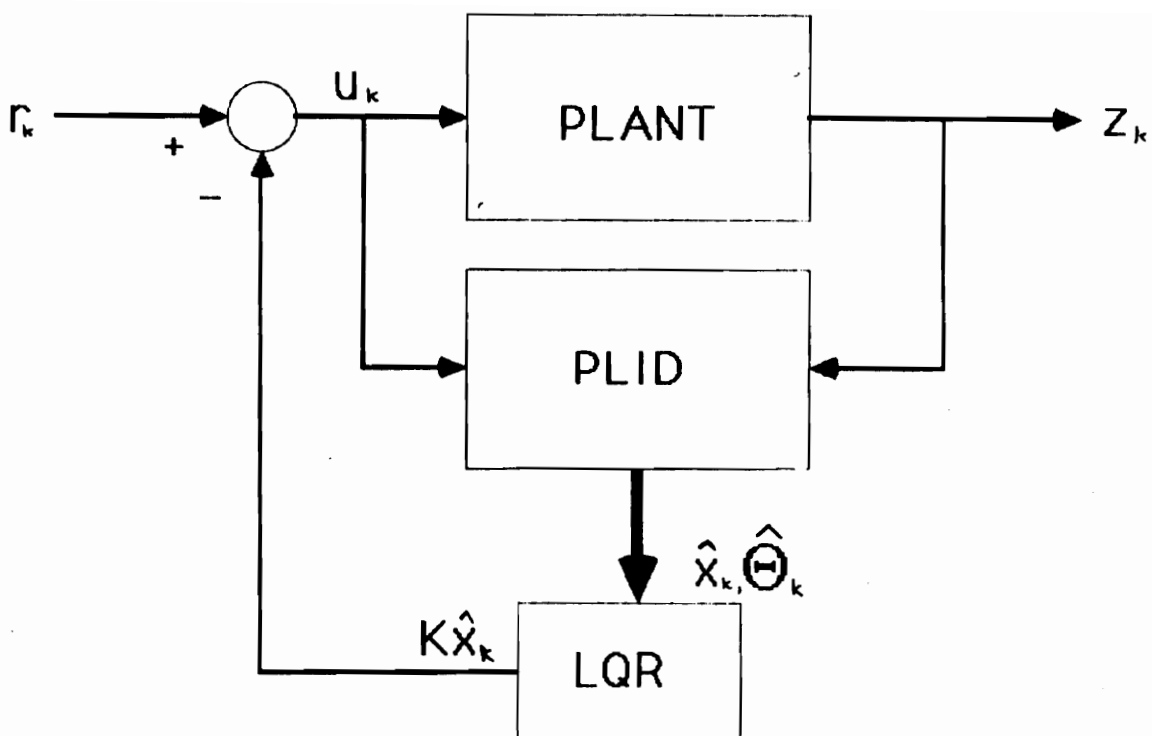 r_k
+
−
u_k
PLANT
z_k
PLID
x̂_k, Θ̂_k
Kx̂_k
LQR